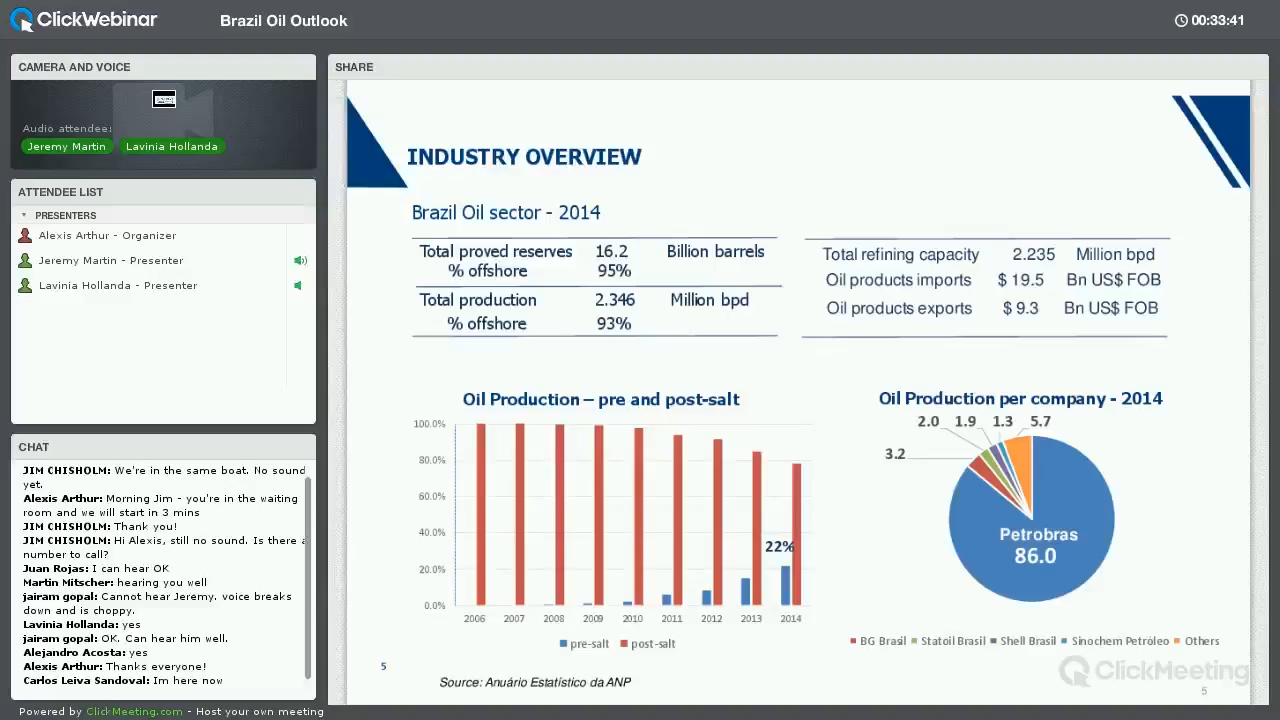 ClickWebinar
Brazil Oil Outlook
00:33:41
CAMERA AND VOICE
Audio attendee:
Jeremy Martin
Lavinia Hollanda
ATTENDEE LIST
PRESENTERS
Alexis Arthur - Organizer
Jeremy Martin - Presenter
Lavinia Hollanda - Presenter
CHAT
JIM CHISHOLM: We're in the same boat. No sound
yet.
Alexis Arthur: Morning Jim - you're in the waiting
room and we will start in 3 mins
JIM CHISHOLM: Thank you!
JIM CHISHOLM: Hi Alexis, still no sound. Is there a
number to call?
Juan Rojas: I can hear OK
Martin Mitscher: hearing you well
jairam gopal: Cannot hear Jeremy. voice breaks
down and is choppy.
Lavinia Hollanda: yes
jairam gopal: OK. Can hear him well.
Alejandro Acosta: yes
Alexis Arthur: Thanks everyone!
Carlos Leiva Sandoval: Im here now
Powered by ClickMeeting.com - Host your own meeting
SHARE
INDUSTRY OVERVIEW
Brazil Oil sector - 2014
Total proved reserves 16.2 Billion barrels
% offshore 95%
Total production 2.346 Million bpd
% offshore 93%
Total refining capacity 2.235 Million bpd
Oil products imports $ 19.5 Bn US$ FOB
Oil products exports $ 9.3 Bn US$ FOB
Oil Production – pre and post-salt
100.0%
80.0%
60.0%
40.0%
20.0%
0.0%
22%
2006 2007 2008 2009 2010 2011 2012 2013 2014
pre-salt post-salt
Oil Production per company - 2014
2.0 1.9 1.3 5.7
3.2
Petrobras
86.0
BG Brasil Statoil Brasil Shell Brasil Sinochem Petróleo Others
5
Source: Anuário Estatístico da ANP
ClickMeeting
5